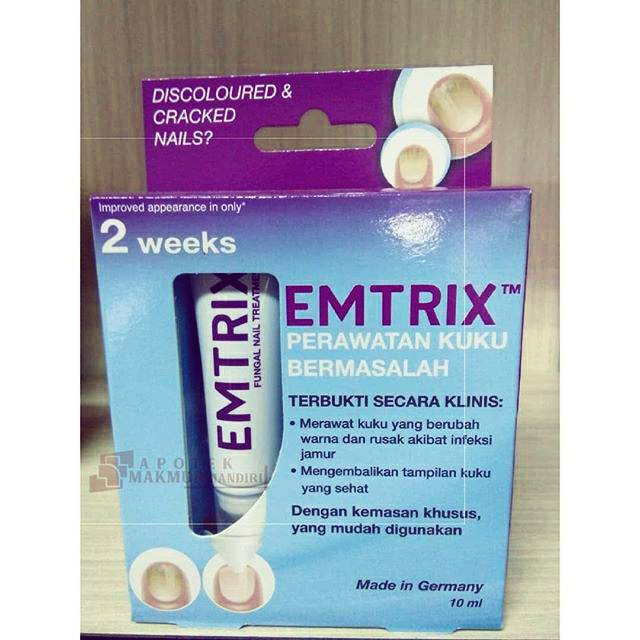 DISCOLOURED &
CRACKED
NAILS?
Improved appearance in only*
2 weeks
EMTRIX
FUNGAL NAIL TREATMENT
EMTRIX™
PERAWATAN KUKU
BERMASALAH
TERBUKTI SECARA KLINIS:
• Merawat kuku yang berubah
warna dan rusak akibat infeksi
jamur
• Mengembalikan tampilan kuku
yang sehat
Dengan kemasan khusus,
yang mudah digunakan
APOTEK
MAKMUR MANDIRI
Made in Germany
10 ml